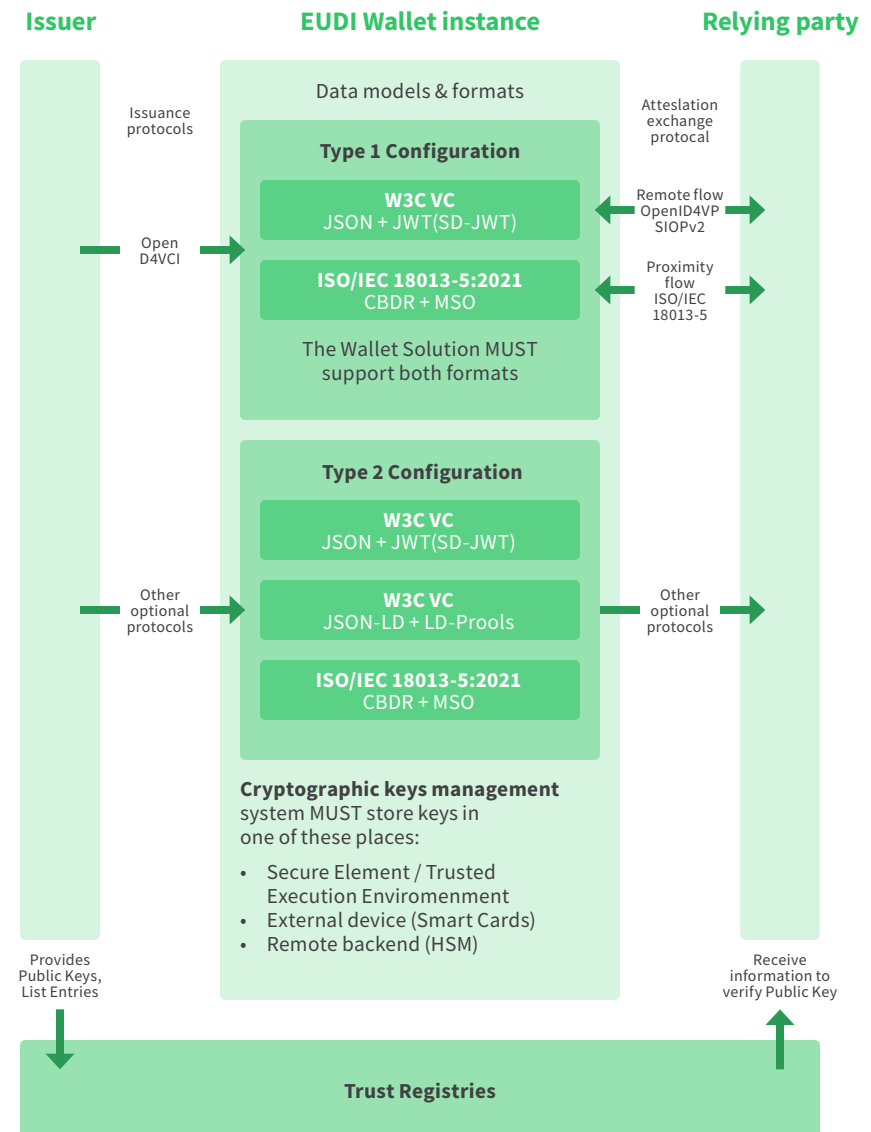 Issuer
EUDI Wallet instance
Relying party
Data models & formats
Issuance
protocols
Atteslation
exchange
protocal
Type 1 Configuration
W3C VC
JSON + JWT(SD-JWT)
Remote flow
OpenID4VP
SIOPv2
Open
D4VCI
ISO/IEC 18013-5:2021
CBDR + MSO
Proximity
flow
ISO/IEC
18013-5
The Wallet Solution MUST
support both formats
Type 2 Configuration
W3C VC
JSON + JWT(SD-JWT)
Other
optional
protocols
W3C VC
JSON-LD + LD-Prools
Other
optional
protocols
ISO/IEC 18013-5:2021
CBDR + MSO
Cryptographic keys management
system MUST store keys in
one of these places:
• Secure Element / Trusted
Execution Enviromenment
• External device (Smart Cards)
• Remote backend (HSM)
Provides
Public Keys,
List Entries
Receive
information to
verify Public Key
Trust Registries